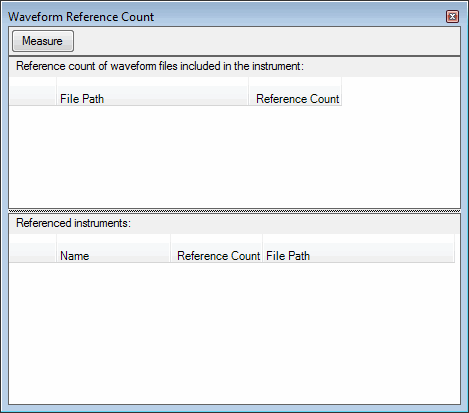 Waveform Reference Count
Measure
Reference count of waveform files included in the instrument:
File Path Reference Count
Referenced instruments:
Name Reference Count File Path